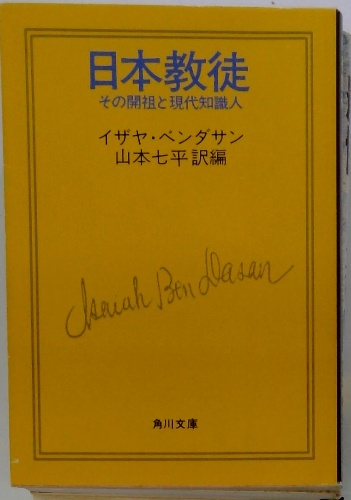 日本教徒
その開祖と現代知識人
イザヤ・ベンダサン
山本七平訳編
Isaiah Ben Dasan
角川文庫